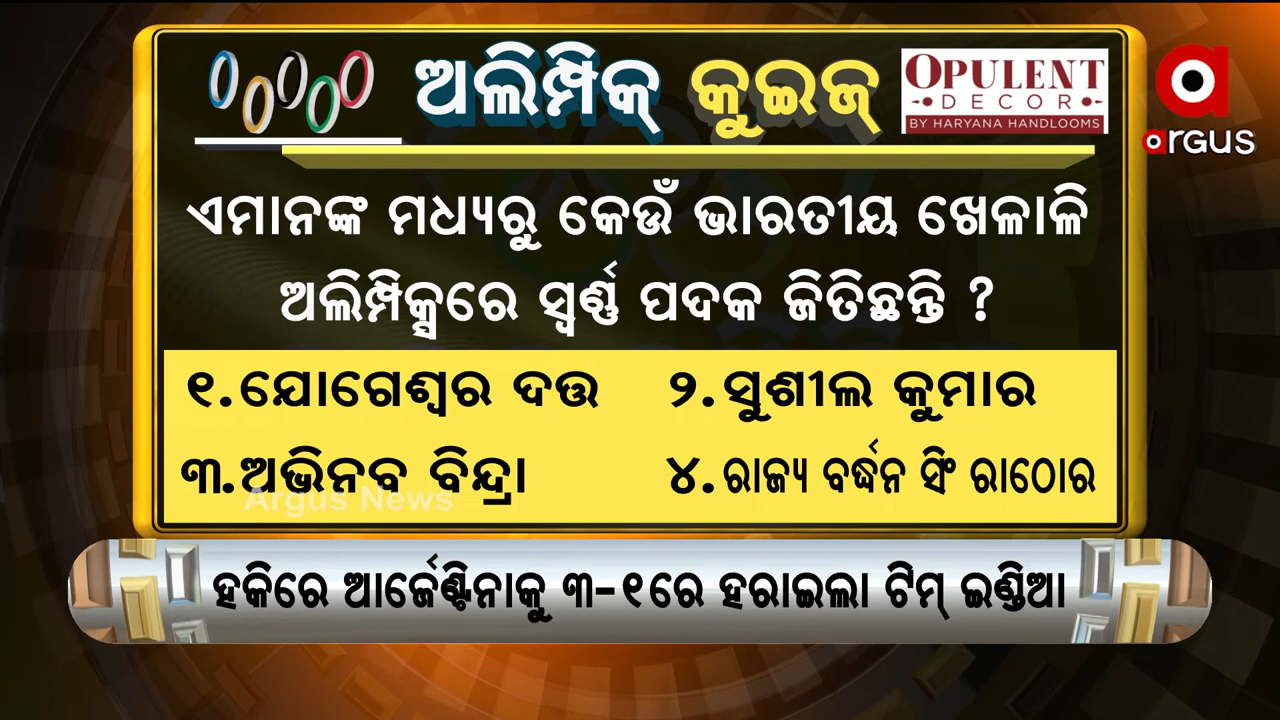 ଅଲିମ୍ପିକ୍ କୁଇଜ୍
OPULENT
DECOR
BY HARYANA HANDLOOMS
argus
ଏମାନଙ୍କ ମଧ୍ୟରୁ କେଉଁ ଭାରତୀୟ ଖେଳାଳି
ଅଲିମ୍ପିକ୍ସରେ ସ୍ୱର୍ଣ୍ଣ ପଦକ ଜିତିଛନ୍ତି ?
୧.ଯୋଗେଶ୍ୱର ଦତ୍ତ ୨.ସୁଶୀଲ କୁମାର
୩.ଅଭିନବ ବିନ୍ଦ୍ରା ୪.ରାଜ୍ୟ ବର୍ଦ୍ଧନ ସିଂ ରାଠୋର
Argus News
ହକିରେ ଆର୍ଜେଣ୍ଟିନାକୁ ୩-୧ରେ ହରାଇଲା ଟିମ୍ ଇଣ୍ଡିଆ